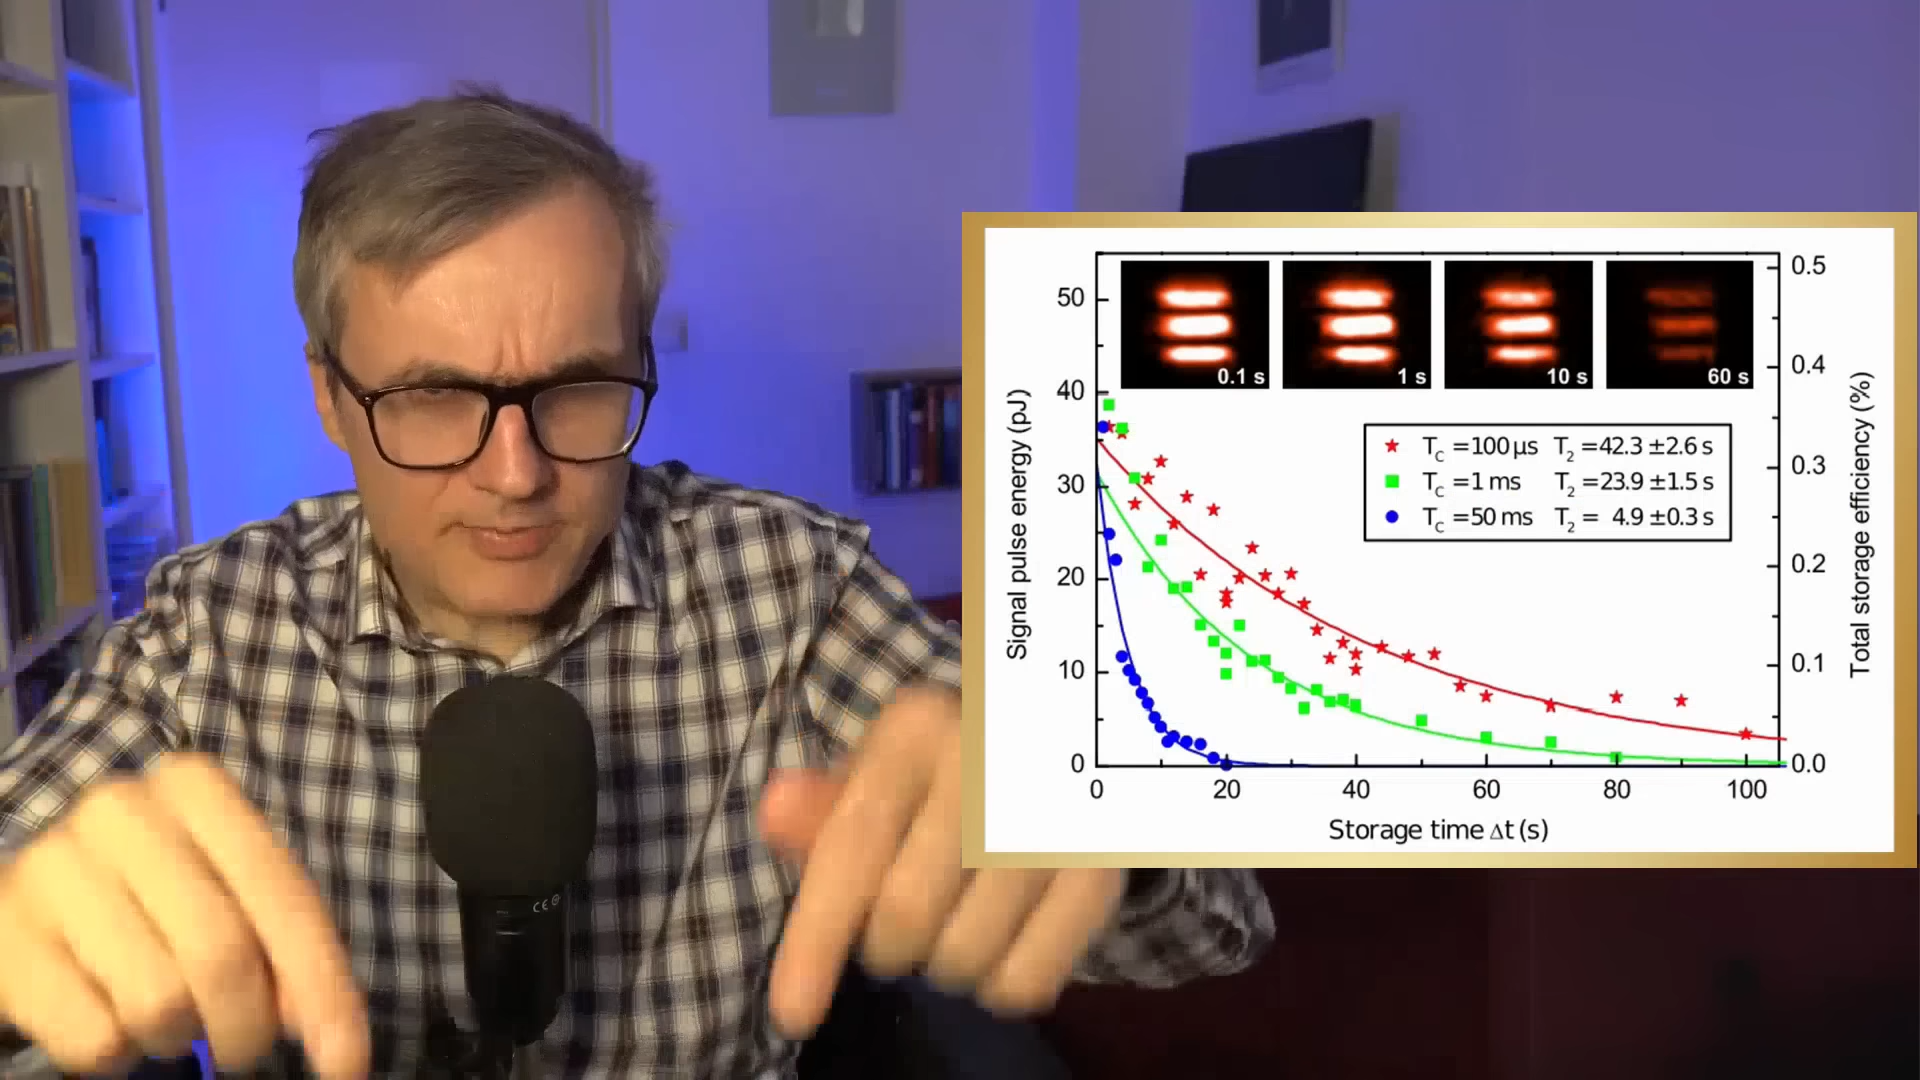 0.1 s
1 s
10 s
60 s
T_C =100 μs T_2 =42.3 ±2.6 s
T_C =1 ms T_2 =23.9 ±1.5 s
T_C =50 ms T_2 = 4.9 ±0.3 s
Signal pulse energy (pJ)
50
40
30
20
10
0
Total storage efficiency (%)
0.5
0.4
0.3
0.2
0.1
0.0
0 20 40 60 80 100
Storage time Δt (s)
CE